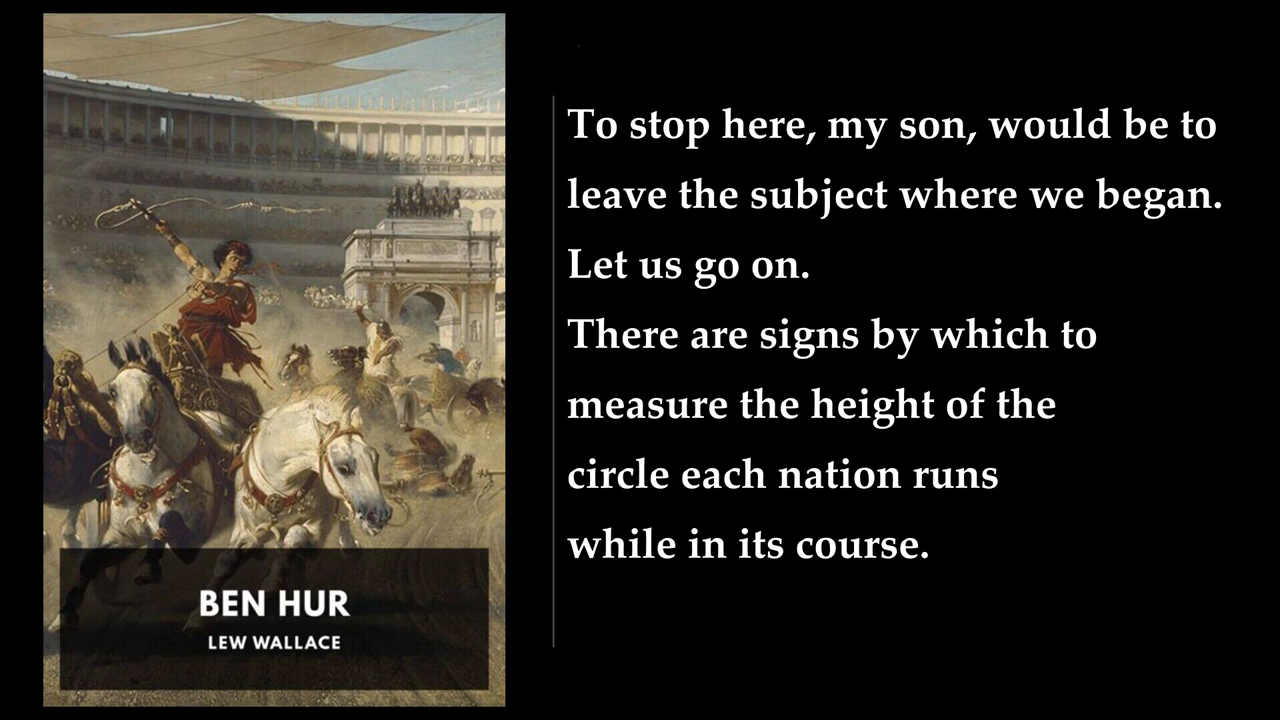 BEN HUR
LEW WALLACE
To stop here, my son, would be to
leave the subject where we began.
Let us go on.
There are signs by which to
measure the height of the
circle each nation runs
while in its course.